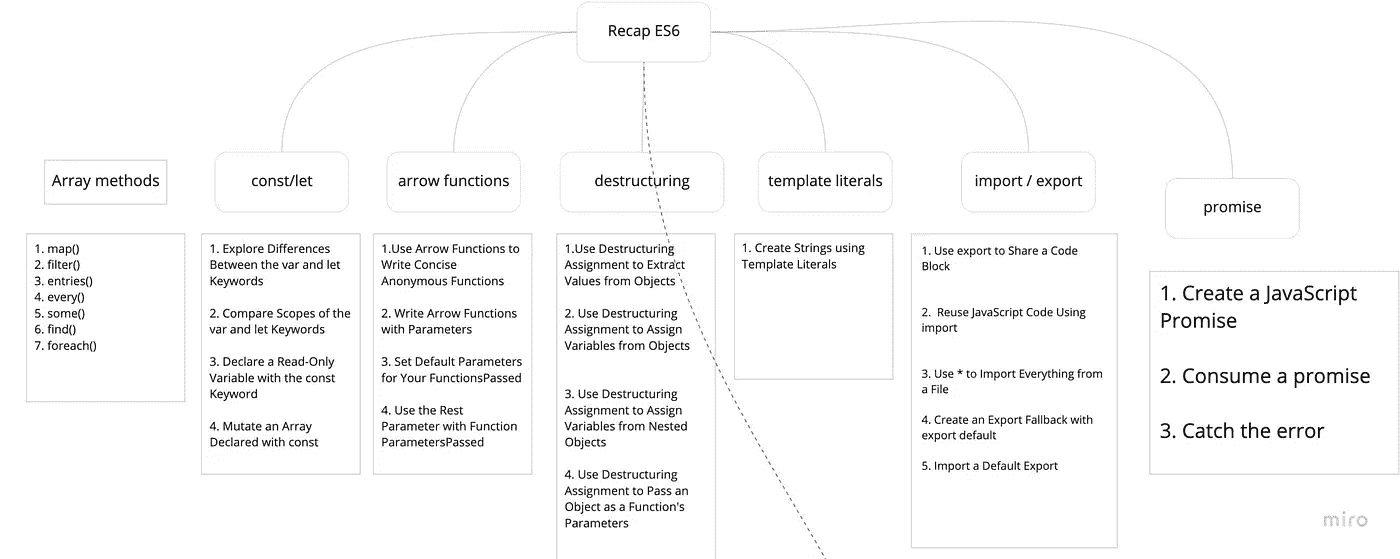 Recap ES6
Array methods
1. map()
2. filter()
3. entries()
4. every()
5. some()
6. find()
7. foreach()
const/let
1. Explore Differences
Between the var and let
Keywords
2. Compare Scopes of the
var and let Keywords
3. Declare a Read-Only
Variable with the const
Keyword
4. Mutate an Array
Declared with const
arrow functions
1.Use Arrow Functions to
Write Concise
Anonymous Functions
2. Write Arrow Functions
with Parameters
3. Set Default Parameters
for Your FunctionsPassed
4. Use the Rest
Parameter with Function
ParametersPassed
destructuring
1.Use Destructuring
Assignment to Extract
Values from Objects
2. Use Destructuring
Assignment to Assign
Variables from Objects
3. Use Destructuring
Assignment to Assign
Variables from Nested
Objects
4. Use Destructuring
Assignment to Pass an
Object as a Function's
Parameters
template literals
1. Create Strings using
Template Literals
import / export
1. Use export to Share a Code
Block
2. Reuse JavaScript Code Using
import
3. Use * to Import Everything from
a File
4. Create an Export Fallback with
export default
5. Import a Default Export
promise
1. Create a JavaScript
Promise
2. Consume a promise
3. Catch the error
miro